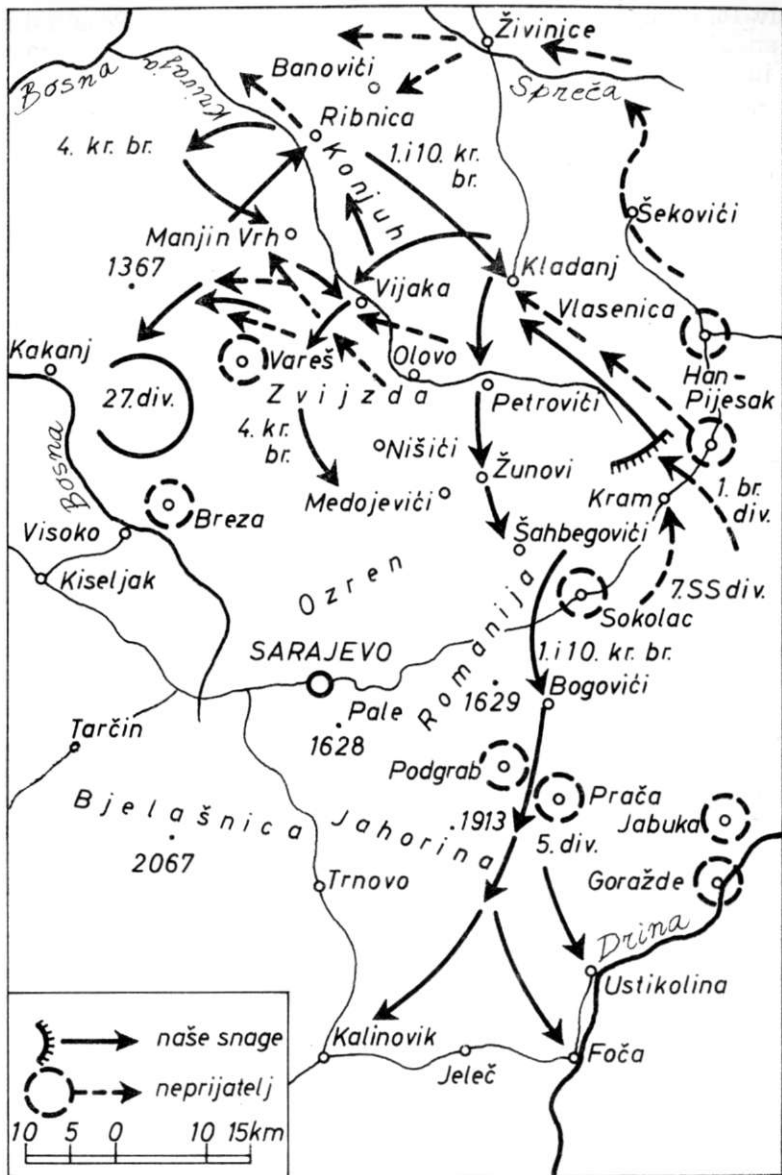 Živinice
Bosna
Krivaja
Banovići
Spreča
Ribnica
4. kr. br.
Konjuh
1.i10. kr.
br.
Šekovići
Manjin Vrh
1367
Kladanj
Vijaka
Vlasenica
Kakanj
Vareš
Olovo
Han-
Pijesak
27. div.
Zvijzda
Petrovići
4. kr.
br.
Nišići
Žunovi
Bosna
Medojevići
Kram
1. br.
div.
Breza
Visoko
Šahbegovići
Kiseljak
Ozren
7. SS div.
Sokolac
Romanija
SARAJEVO
1.i10. kr. br.
1629
Bogovići
Pale
1628
Tarčin
Podgrab
Prača
Jabuka
Bjelašnica
Jahorina
.1913
5. div.
2067
Goražde
Trnovo
Drina
Ustikolina
Kalinovik
Jeleč
Foča
naše snage
neprijatelj
10 5 0 10 15km